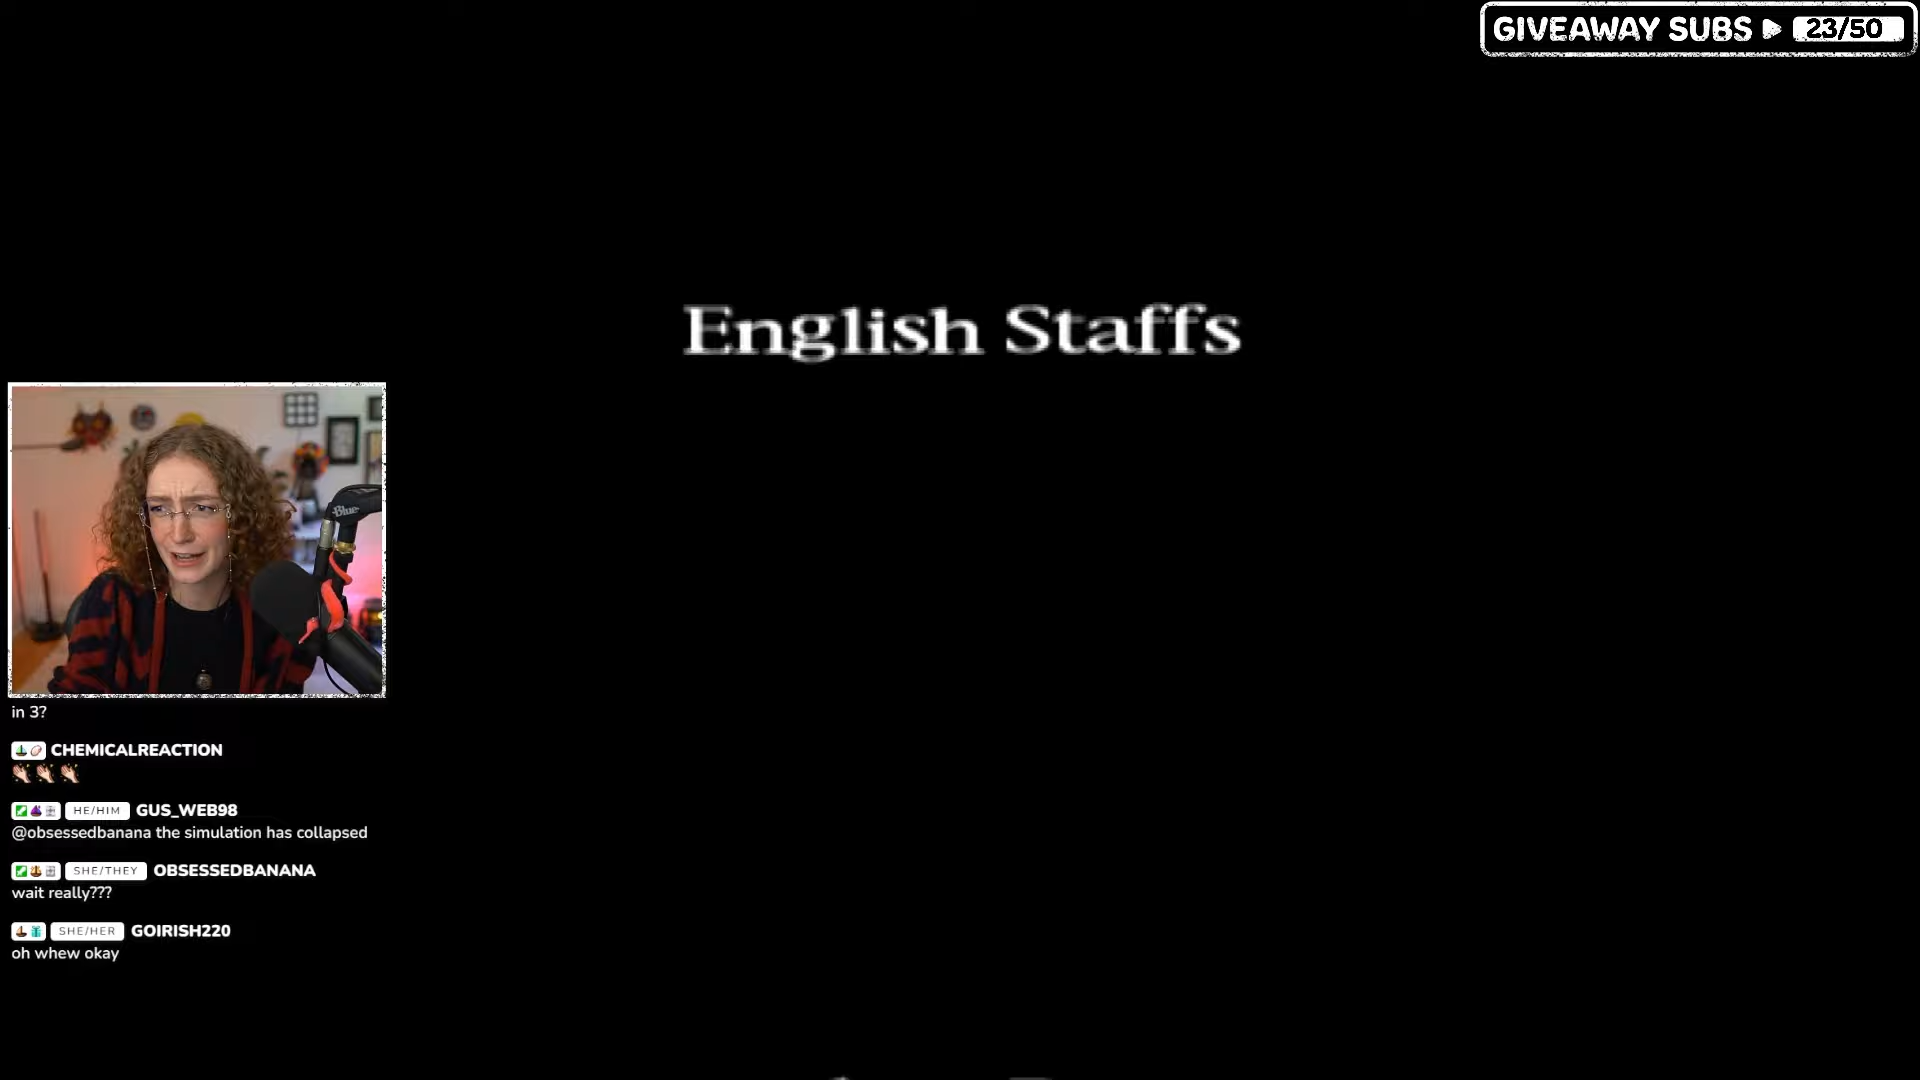 GIVEAWAY SUBS 23/50
English Staffs
Blue
in 3?
CHEMICALREACTION
HE/HIM GUS_WEB98
@obsessedbanana the simulation has collapsed
SHE/THEY OBSESSEDBANANA
wait really???
SHE/HER GOIRISH220
oh whew okay